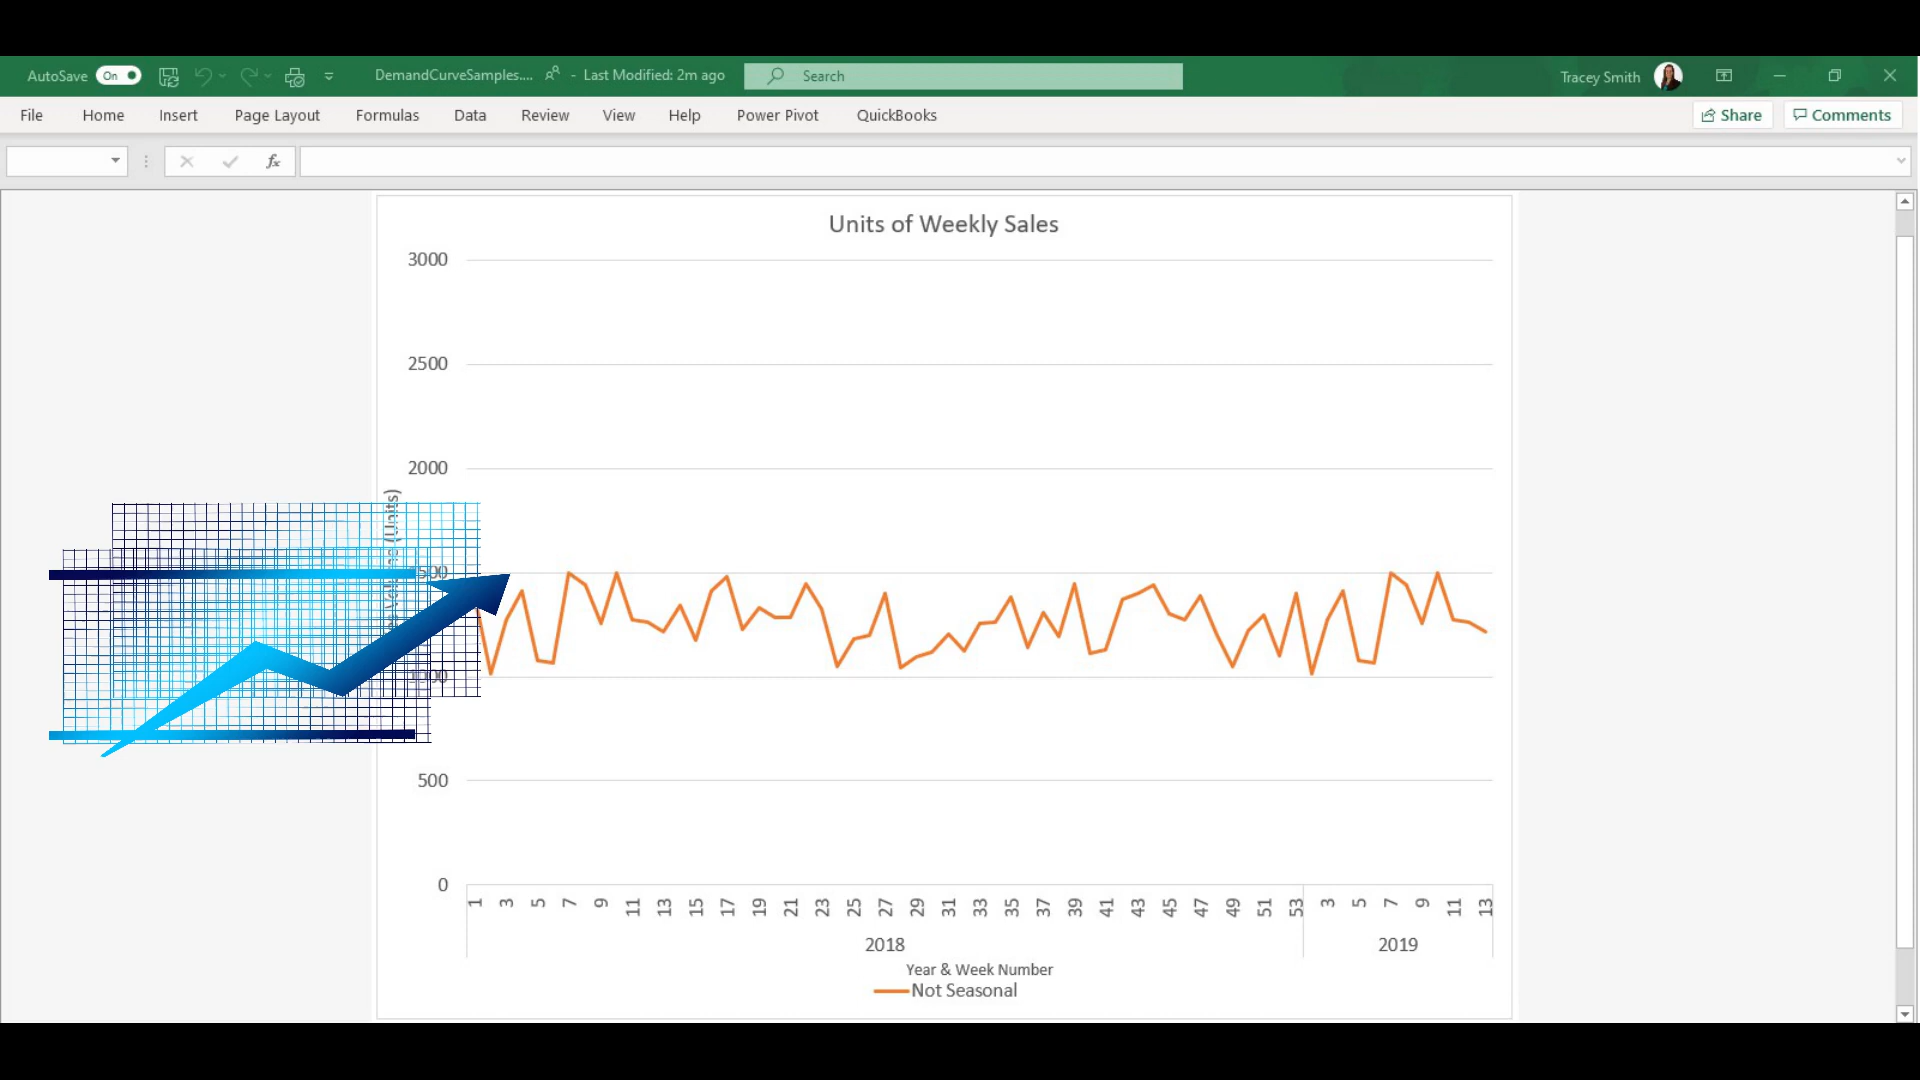 AutoSave On DemandCurveSamples.... - Last Modified: 2m ago Search Tracey Smith
File Home Insert Page Layout Formulas Data Review View Help Power Pivot QuickBooks Share Comments
fx
Units of Weekly Sales
3000
2500
2000
(Units)
500
0
1 3 5 7 9 11 13 15 17 19 21 23 25 27 29 31 33 35 37 39 41 43 45 47 49 51 53 3 5 7 9 11 13
2018 2019
Year & Week Number
Not Seasonal